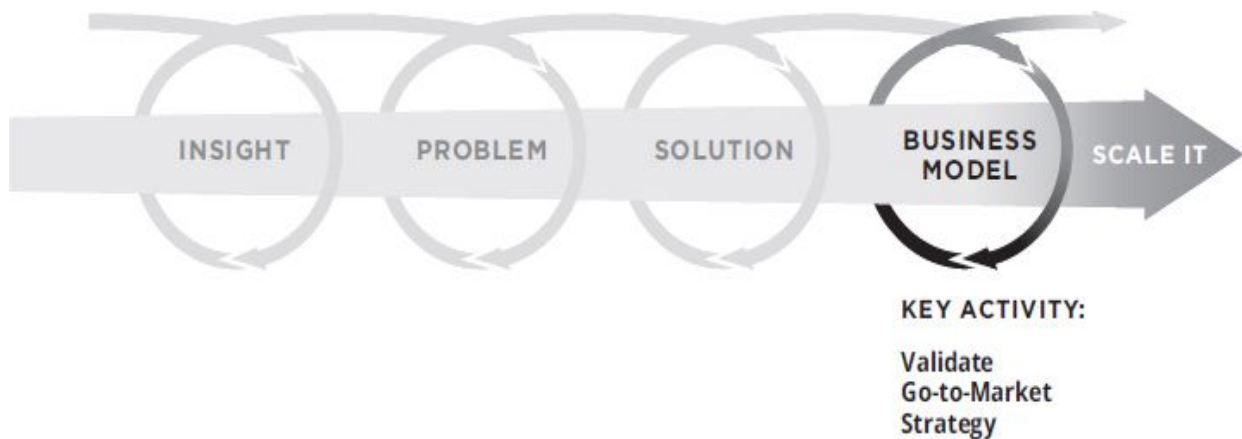 INSIGHT
PROBLEM
SOLUTION
BUSINESS
MODEL
SCALE IT
KEY ACTIVITY:
Validate
Go-to-Market
Strategy